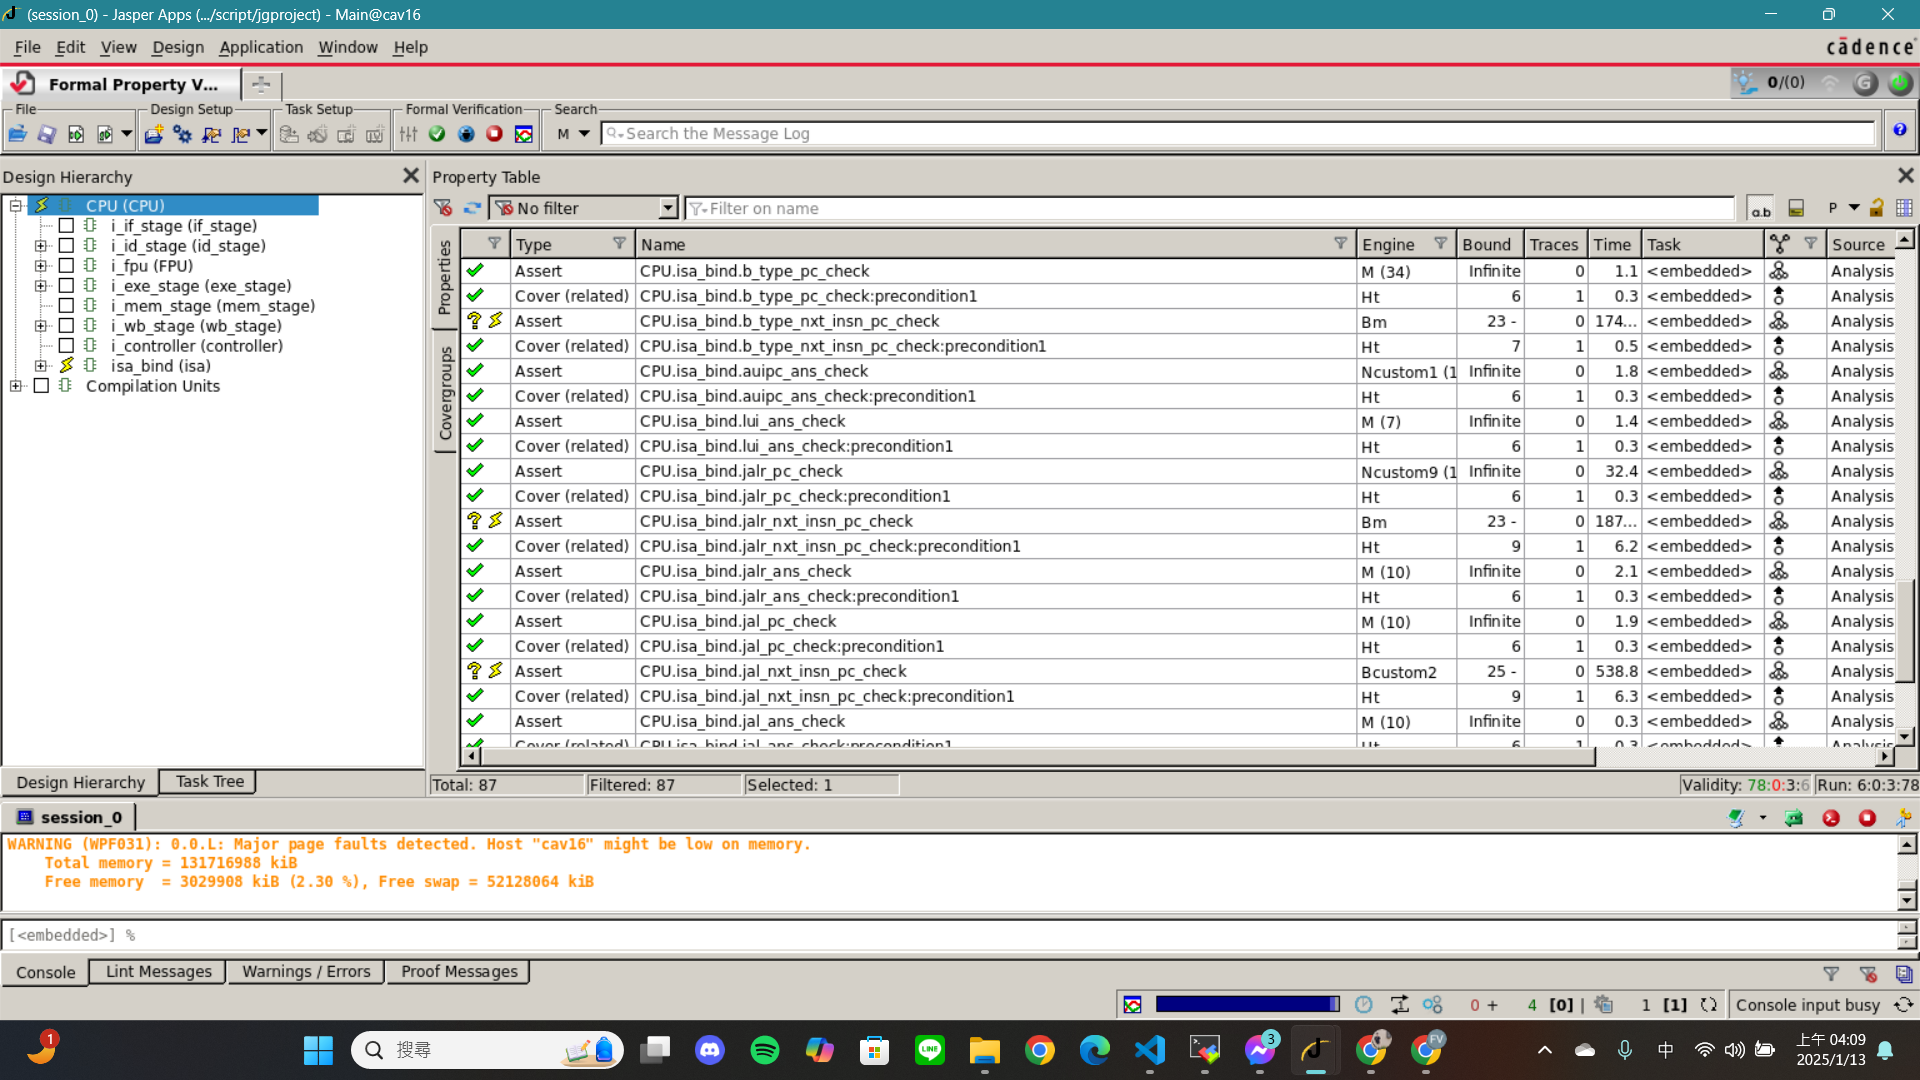 (session_0) - Jasper Apps (.../script/jgproject) - Main@cav16
File Edit View Design Application Window Help
cādence
Formal Property V...
0/(0)
File Design Setup Task Setup Formal Verification Search
M Search the Message Log
Design Hierarchy
CPU (CPU)
i_if_stage (if_stage)
i_id_stage (id_stage)
i_fpu (FPU)
i_exe_stage (exe_stage)
i_mem_stage (mem_stage)
i_wb_stage (wb_stage)
i_controller (controller)
isa_bind (isa)
Compilation Units
Design Hierarchy Task Tree
Property Table
No filter Filter on name a.b P
Properties
Covergroups
Type Name Engine Bound Traces Time Task Source
Assert CPU.isa_bind.b_type_pc_check M (34) Infinite 0 1.1 <embedded> Analysis
Cover (related) CPU.isa_bind.b_type_pc_check:precondition1 Ht 6 1 0.3 <embedded> Analysis
Assert CPU.isa_bind.b_type_nxt_insn_pc_check Bm 23 - 0 174... <embedded> Analysis
Cover (related) CPU.isa_bind.b_type_nxt_insn_pc_check:precondition1 Ht 7 1 0.5 <embedded> Analysis
Assert CPU.isa_bind.auipc_ans_check Ncustom1 (1 Infinite 0 1.8 <embedded> Analysis
Cover (related) CPU.isa_bind.auipc_ans_check:precondition1 Ht 6 1 0.3 <embedded> Analysis
Assert CPU.isa_bind.lui_ans_check M (7) Infinite 0 1.4 <embedded> Analysis
Cover (related) CPU.isa_bind.lui_ans_check:precondition1 Ht 6 1 0.3 <embedded> Analysis
Assert CPU.isa_bind.jalr_pc_check Ncustom9 (1 Infinite 0 32.4 <embedded> Analysis
Cover (related) CPU.isa_bind.jalr_pc_check:precondition1 Ht 6 1 0.3 <embedded> Analysis
Assert CPU.isa_bind.jalr_nxt_insn_pc_check Bm 23 - 0 187... <embedded> Analysis
Cover (related) CPU.isa_bind.jalr_nxt_insn_pc_check:precondition1 Ht 9 1 6.2 <embedded> Analysis
Assert CPU.isa_bind.jalr_ans_check M (10) Infinite 0 2.1 <embedded> Analysis
Cover (related) CPU.isa_bind.jalr_ans_check:precondition1 Ht 6 1 0.3 <embedded> Analysis
Assert CPU.isa_bind.jal_pc_check M (10) Infinite 0 1.9 <embedded> Analysis
Cover (related) CPU.isa_bind.jal_pc_check:precondition1 Ht 6 1 0.3 <embedded> Analysis
Assert CPU.isa_bind.jal_nxt_insn_pc_check Bcustom2 25 - 0 538.8 <embedded> Analysis
Cover (related) CPU.isa_bind.jal_nxt_insn_pc_check:precondition1 Ht 9 1 6.3 <embedded> Analysis
Assert CPU.isa_bind.jal_ans_check M (10) Infinite 0 0.3 <embedded> Analysis
Cover (related) CPU.isa_bind.jal_ans_check:precondition1 Ht 6 1 0.3 <embedded> Analysis
Total: 87 Filtered: 87 Selected: 1 Validity: 78:0:3:6 Run: 6:0:3:78
session_0
WARNING (WPF031): 0.0.L: Major page faults detected. Host "cav16" might be low on memory.
Total memory = 131716988 kiB
Free memory = 3029908 kiB (2.30 %), Free swap = 52128064 kiB
[<embedded>] %
Console Lint Messages Warnings / Errors Proof Messages
0 + 4 [0] | 1 [1] Console input busy
1 搜尋 LINE 3 FV 中 上午 04:09
2025/1/13